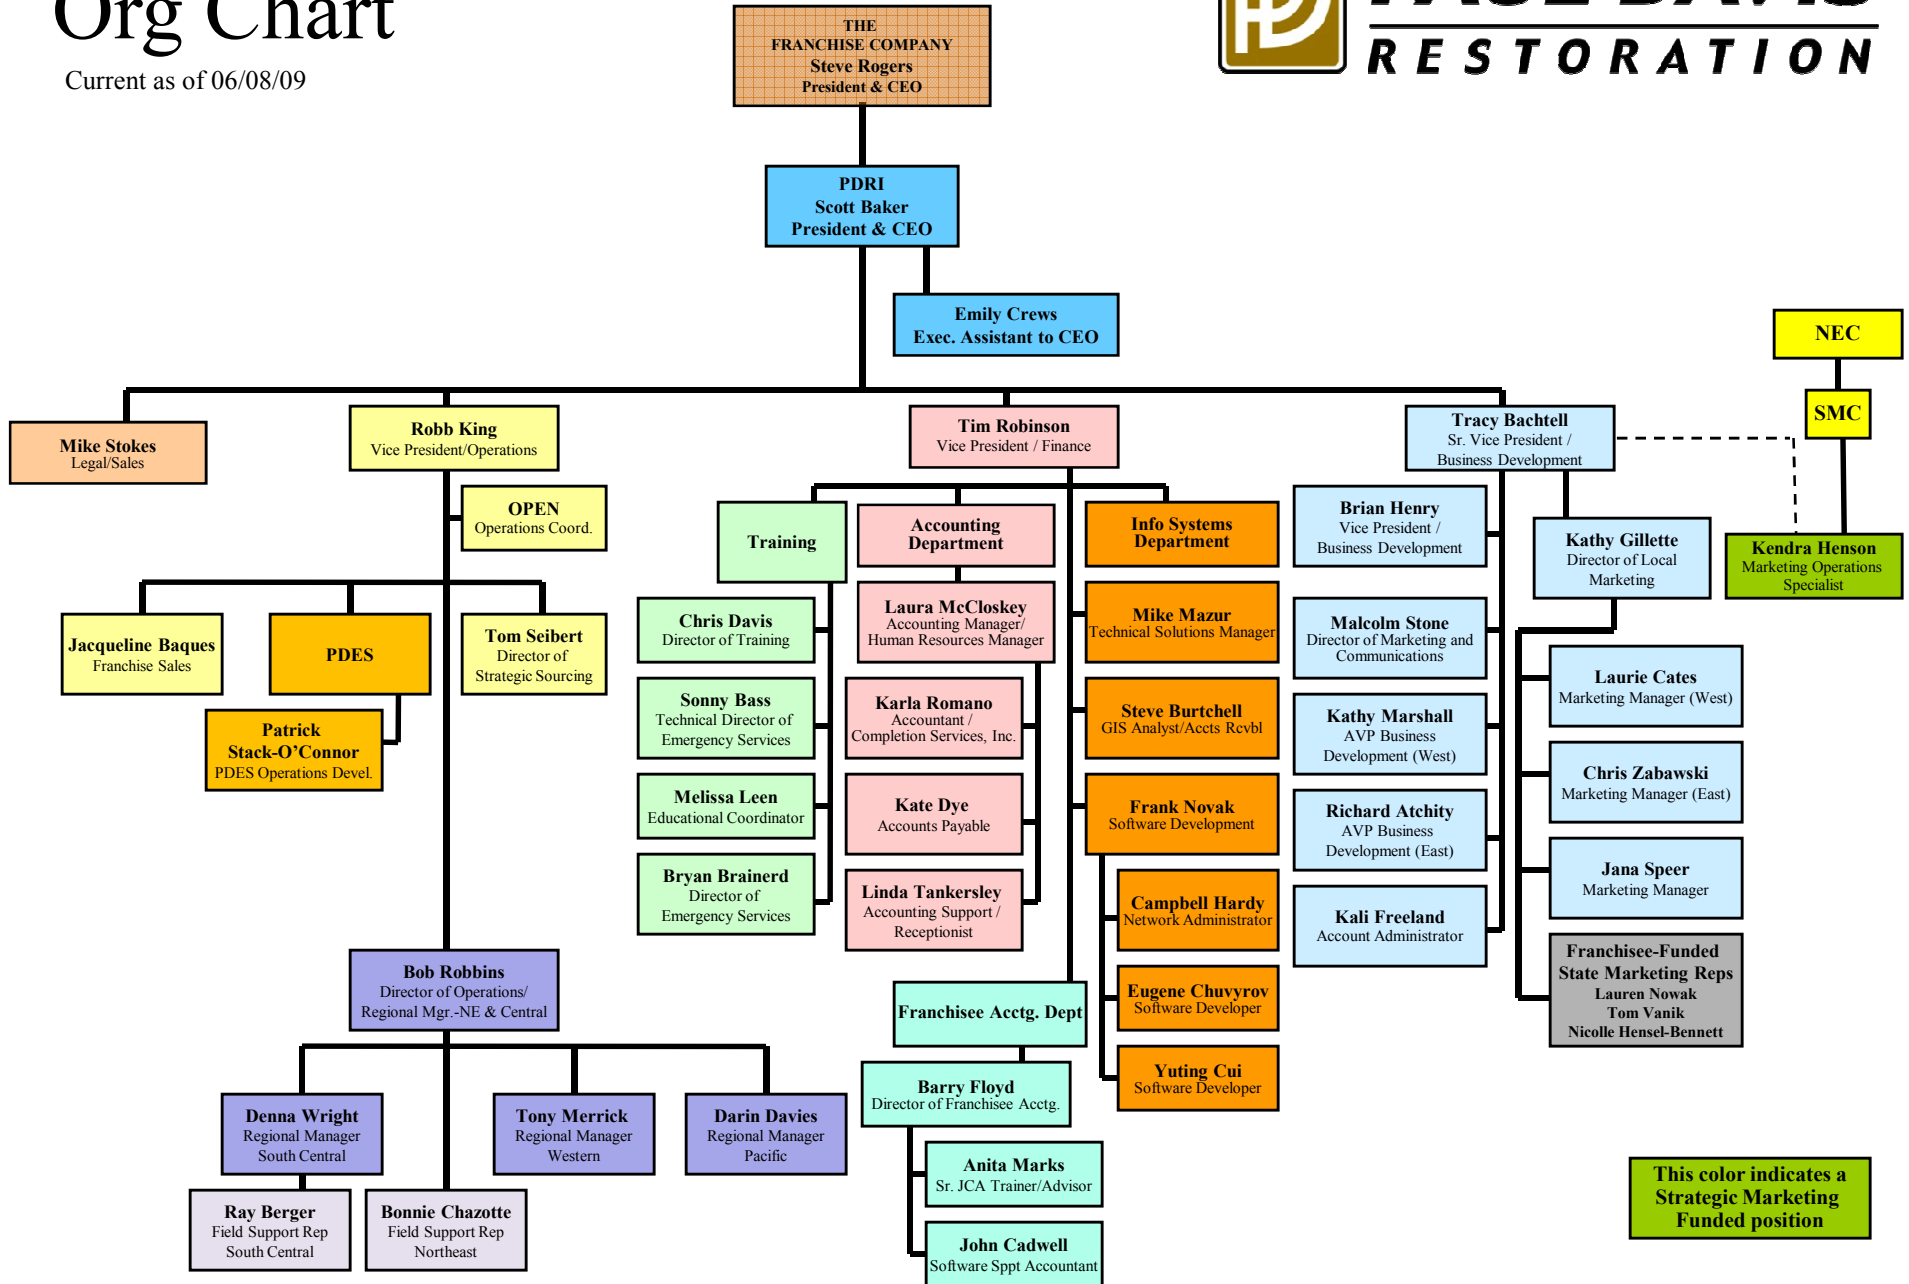 Org Chart
Current as of 06/08/09
PAUL DAVIS
RESTORATION
THE
FRANCHISE COMPANY
Steve Rogers
President & CEO
PDRI
Scott Baker
President & CEO
Emily Crews
Exec. Assistant to CEO
NEC
SMC
Mike Stokes
Legal/Sales
Robb King
Vice President/Operations
Tim Robinson
Vice President / Finance
Tracy Bachtell
Sr. Vice President /
Business Development
OPEN
Operations Coord.
Jacqueline Baques
Franchise Sales
PDES
Tom Seibert
Director of
Strategic Sourcing
Patrick
Stack-O’Connor
PDES Operations Devel.
Training
Chris Davis
Director of Training
Sonny Bass
Technical Director of
Emergency Services
Melissa Leen
Educational Coordinator
Bryan Brainerd
Director of
Emergency Services
Accounting
Department
Laura McCloskey
Accounting Manager/
Human Resources Manager
Karla Romano
Accountant /
Completion Services, Inc.
Kate Dye
Accounts Payable
Linda Tankersley
Accounting Support /
Receptionist
Info Systems
Department
Mike Mazur
Technical Solutions Manager
Steve Burtchell
GIS Analyst/Accts Rcvbl
Frank Novak
Software Development
Campbell Hardy
Network Administrator
Eugene Chuvyrov
Software Developer
Yuting Cui
Software Developer
Brian Henry
Vice President /
Business Development
Malcolm Stone
Director of Marketing and
Communications
Kathy Marshall
AVP Business
Development (West)
Richard Atchity
AVP Business
Development (East)
Kali Freeland
Account Administrator
Kathy Gillette
Director of Local
Marketing
Kendra Henson
Marketing Operations
Specialist
Laurie Cates
Marketing Manager (West)
Chris Zabawski
Marketing Manager (East)
Jana Speer
Marketing Manager
Franchisee-Funded
State Marketing Reps
Lauren Nowak
Tom Vanik
Nicolle Hensel-Bennett
Bob Robbins
Director of Operations/
Regional Mgr.-NE & Central
Denna Wright
Regional Manager
South Central
Tony Merrick
Regional Manager
Western
Darin Davies
Regional Manager
Pacific
Ray Berger
Field Support Rep
South Central
Bonnie Chazotte
Field Support Rep
Northeast
Franchisee Acctg. Dept
Barry Floyd
Director of Franchisee Acctg.
Anita Marks
Sr. JCA Trainer/Advisor
John Cadwell
Software Sppt Accountant
This color indicates a
Strategic Marketing
Funded position